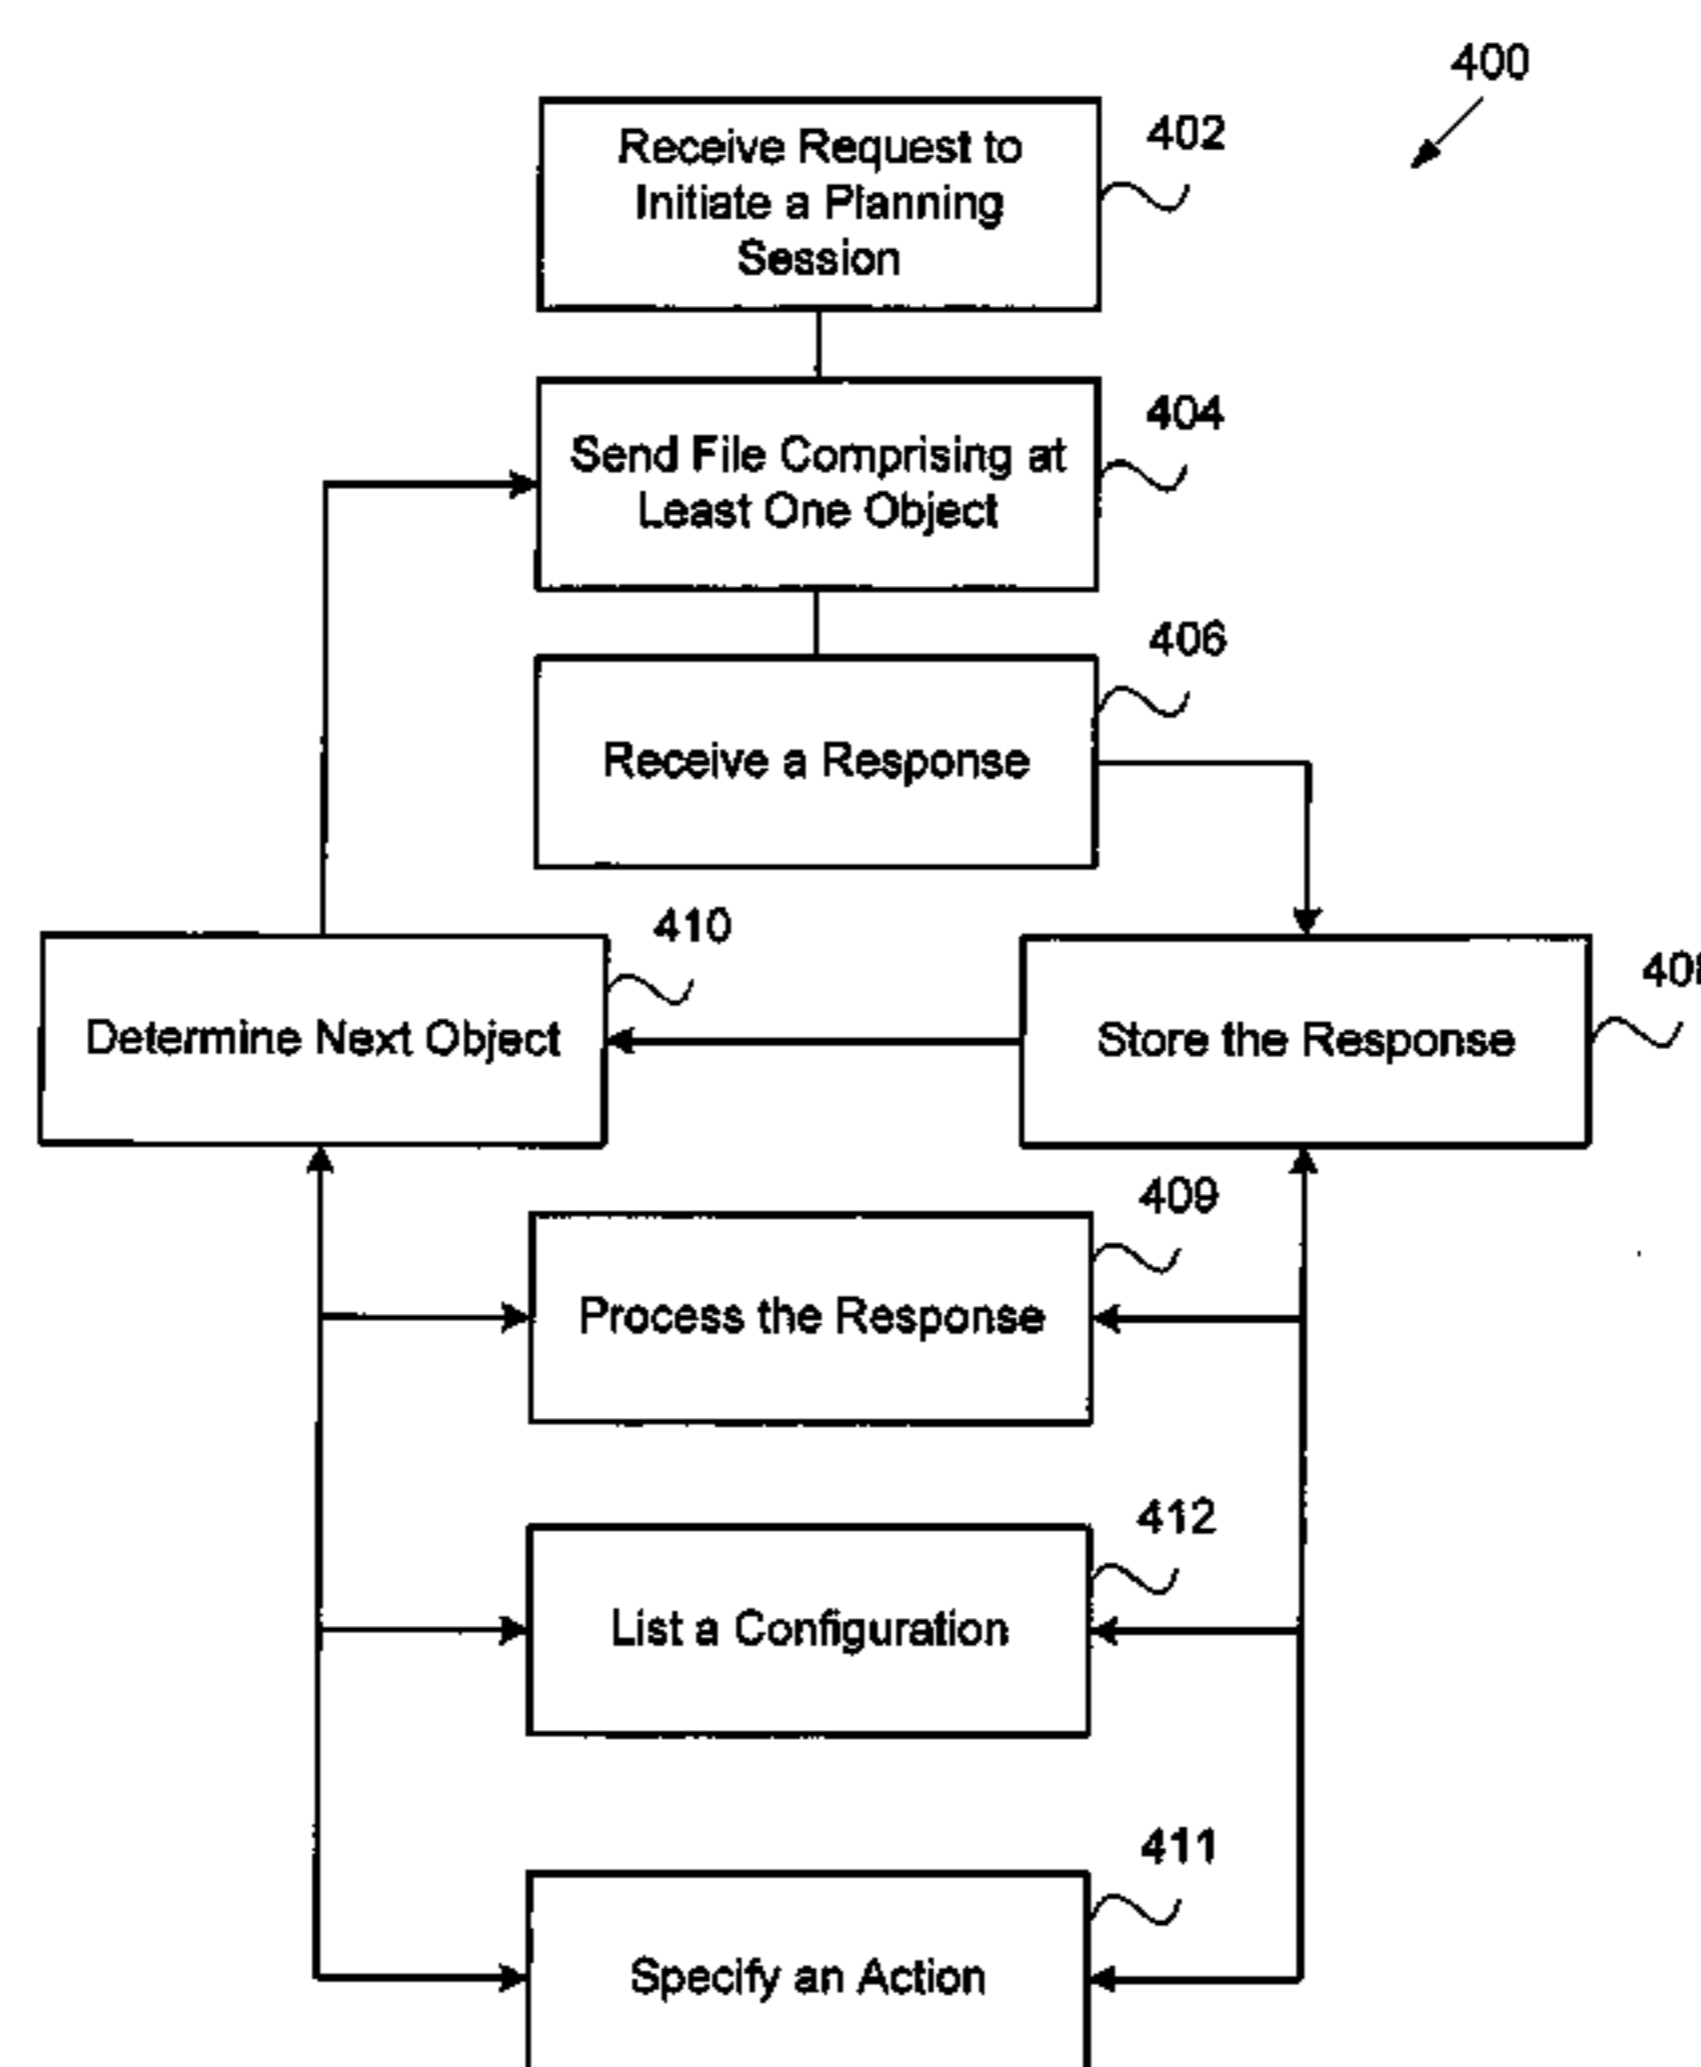 400
Receive Request to
Initiate a Planning
Session
402
Send File Comprising at
Least One Object
404
Receive a Response
406
Determine Next Object
410
Store the Response
Process the Response
409
List a Configuration
412
Specify an Action
411